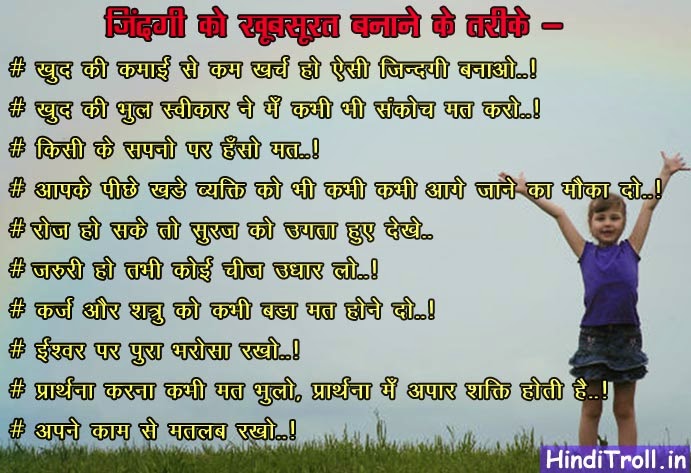 जिंदगी को खूबसूरत बनाने के तरीके –
# खुद की कमाई से कम खर्च हो ऐसी जिन्दगी बनाओ..!
# खुद की भुल स्वीकार ने मेँ कभी भी संकोच मत करो..!
# किसी के सपनो पर हँसो मत..!
# आपके पीछे खडे व्यक्ति को भी कभी कभी आगे जाने का मौका दो..!
# रोज हो सके तो सुरज को उगता हुए देखे..
# जरुरी हो तभी कोई चीज उधार लो..!
# कर्ज और शत्रु को कभी बडा मत होने दो..!
# ईश्वर पर पुरा भरोसा रखो..!
# प्रार्थना करना कभी मत भुलो, प्रार्थना मेँ अपार शक्ति होती है..!
# अपने काम से मतलब रखो..!
HindiTroll.in